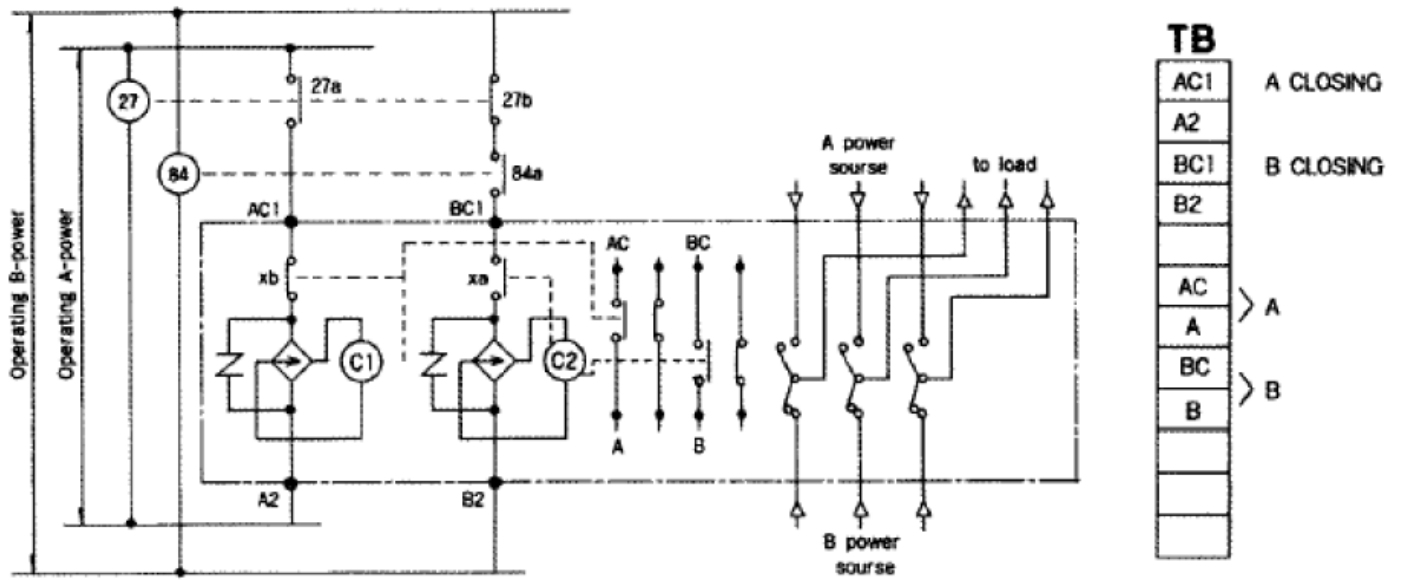 Operating B-power
Operating A-power
27
84
27a
27b
84a
AC1
BC1
xb
xa
C1
C2
A2
B2
AC
BC
A
B
A power
sourse
to load
B power
sourse
TB
AC1 A CLOSING
A2
BC1 B CLOSING
B2
AC
A
A
BC
B
B